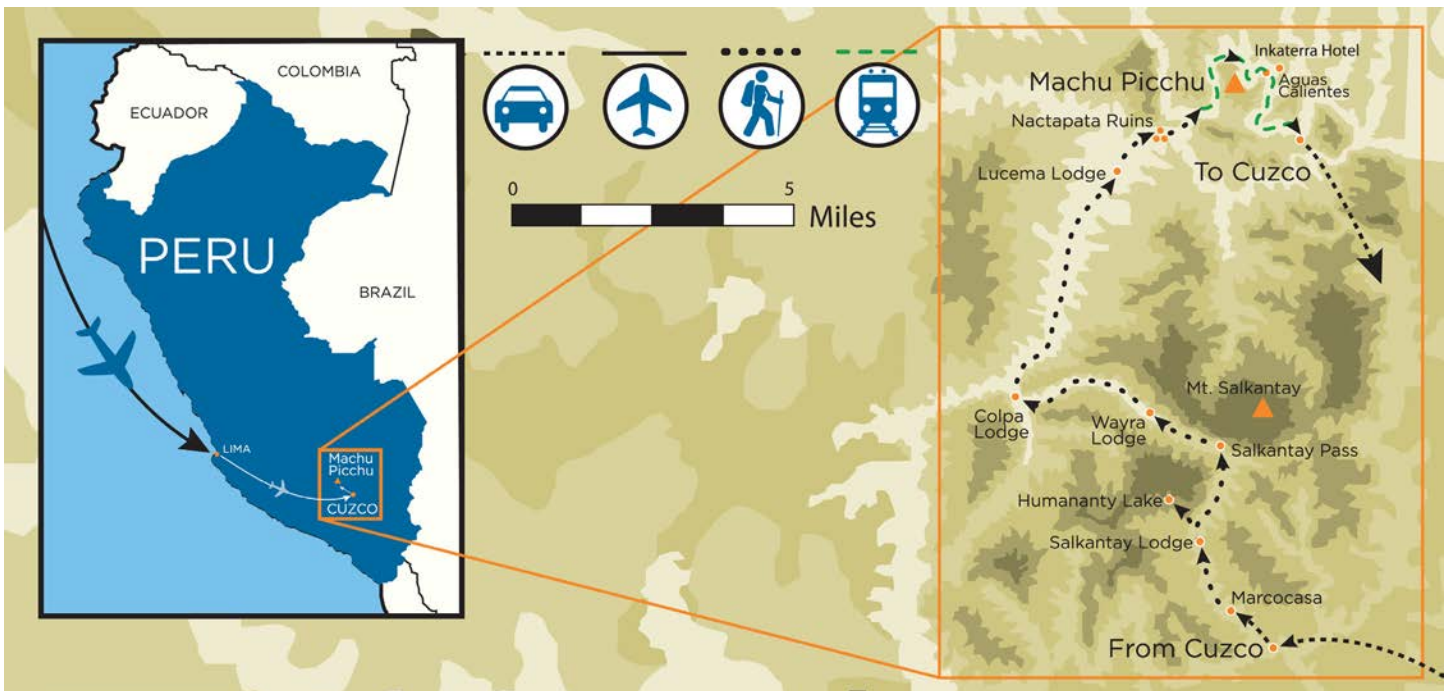 COLOMBIA
ECUADOR
PERU
BRAZIL
LIMA
Machu
Picchu
CUZCO
0 5
Miles
Inkaterra Hotel
Machu Picchu
Aguas
Calientes
Nactapata Ruins
Lucema Lodge
To Cuzco
Mt. Salkantay
Colpa
Lodge
Wayra
Lodge
Salkantay Pass
Humananty Lake
Salkantay Lodge
Marcocasa
From Cuzco